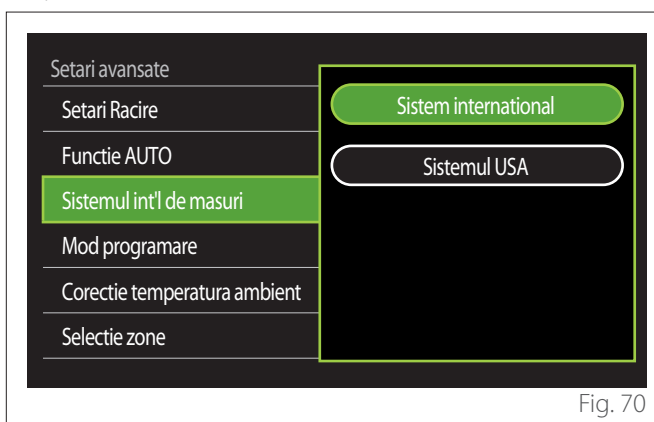 Setari avansate
Setari Racire
Functie AUTO
Sistemul int'l de masuri
Mod programare
Corectie temperatura ambient
Selectie zone
Sistem international
Sistemul USA
Fig. 70